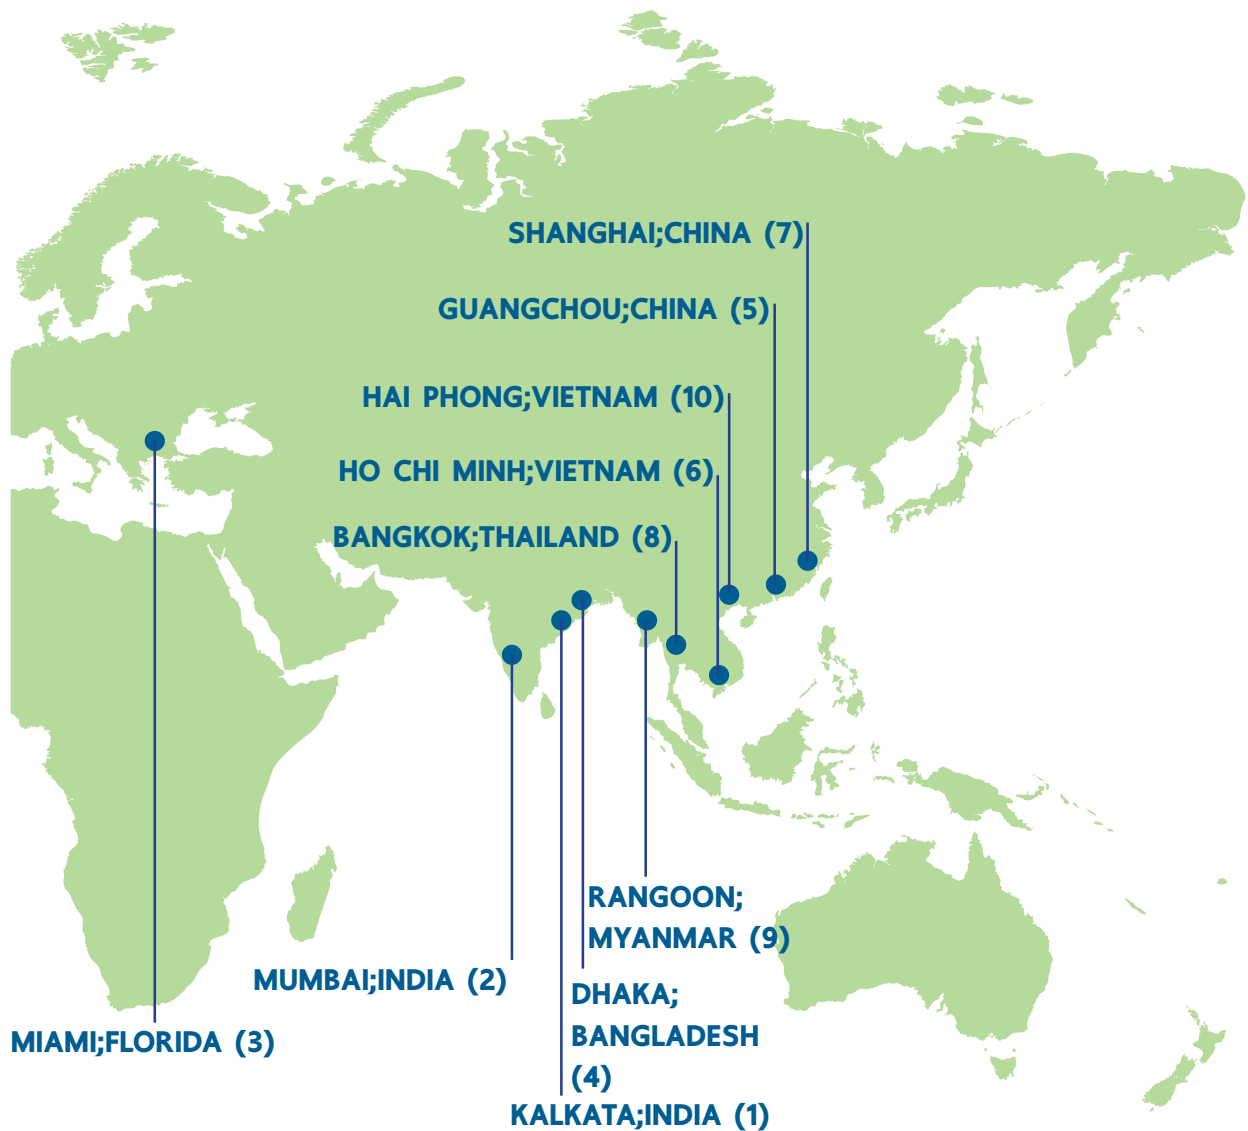 SHANGHAI;CHINA (7)
GUANGCHOU;CHINA (5)
HAI PHONG;VIETNAM (10)
HO CHI MINH;VIETNAM (6)
BANGKOK;THAILAND (8)
RANGOON;
MYANMAR (9)
MUMBAI;INDIA (2)
DHAKA;
BANGLADESH
(4)
MIAMI;FLORIDA (3)
KALKATA;INDIA (1)